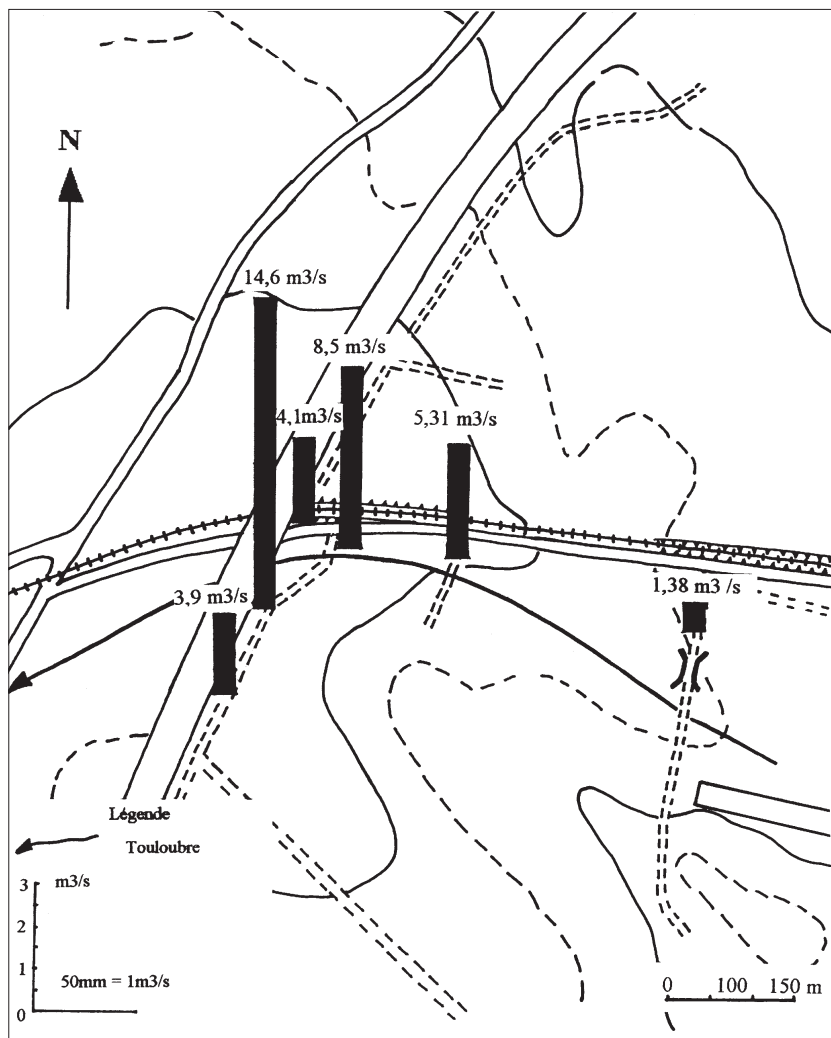 N
14,6 m3/s
8,5 m3/s
4,1m3/s
5,31 m3/s
3,9 m3/s
1,38 m3 /s
Légende
Touloubre
3 m3/s
2
1
0
50mm = 1m3/s
0 100 150 m